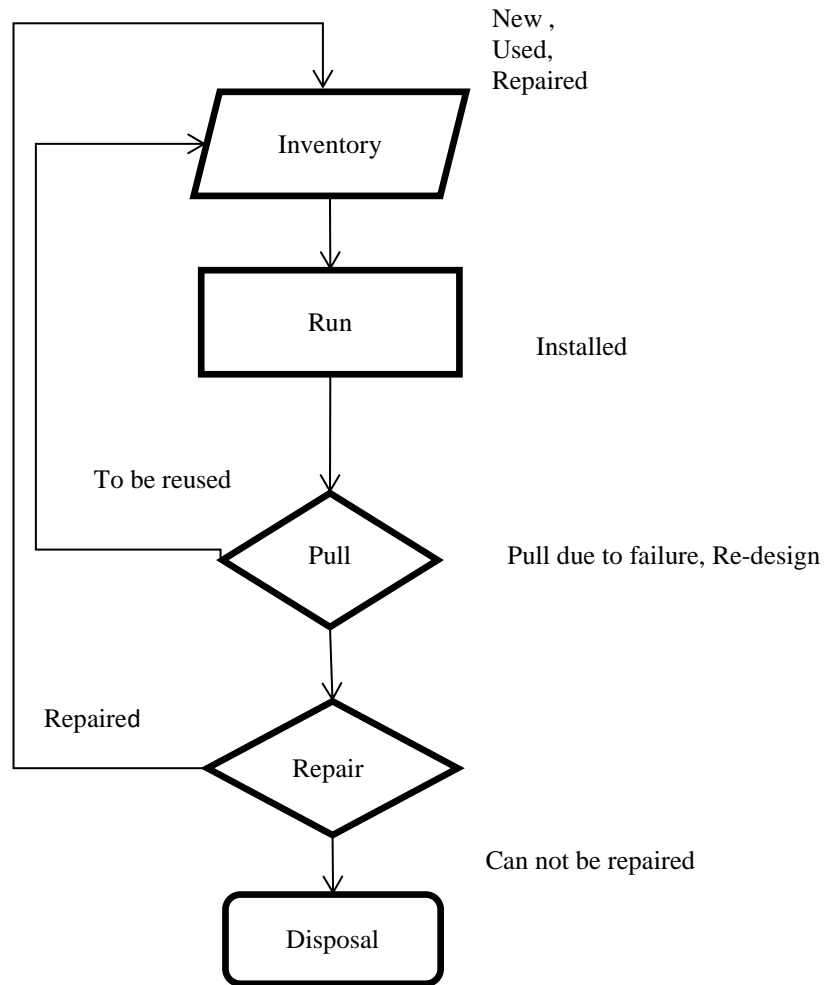 New ,
Used,
Repaired
Inventory
Run
Installed
To be reused
Pull
Pull due to failure, Re-design
Repaired
Repair
Can not be repaired
Disposal